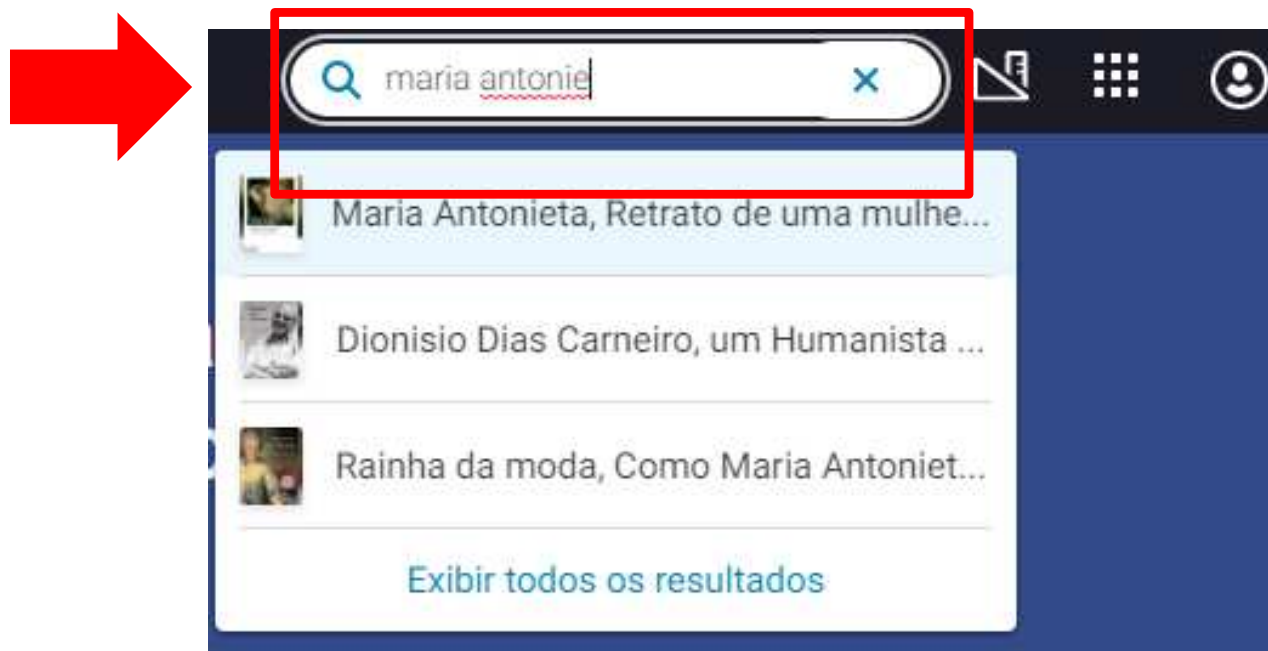 maria antonie
Maria Antonieta, Retrato de uma mulhe...
Dionisio Dias Carneiro, um Humanista ...
Rainha da moda, Como Maria Antoniet...
Exibir todos os resultados